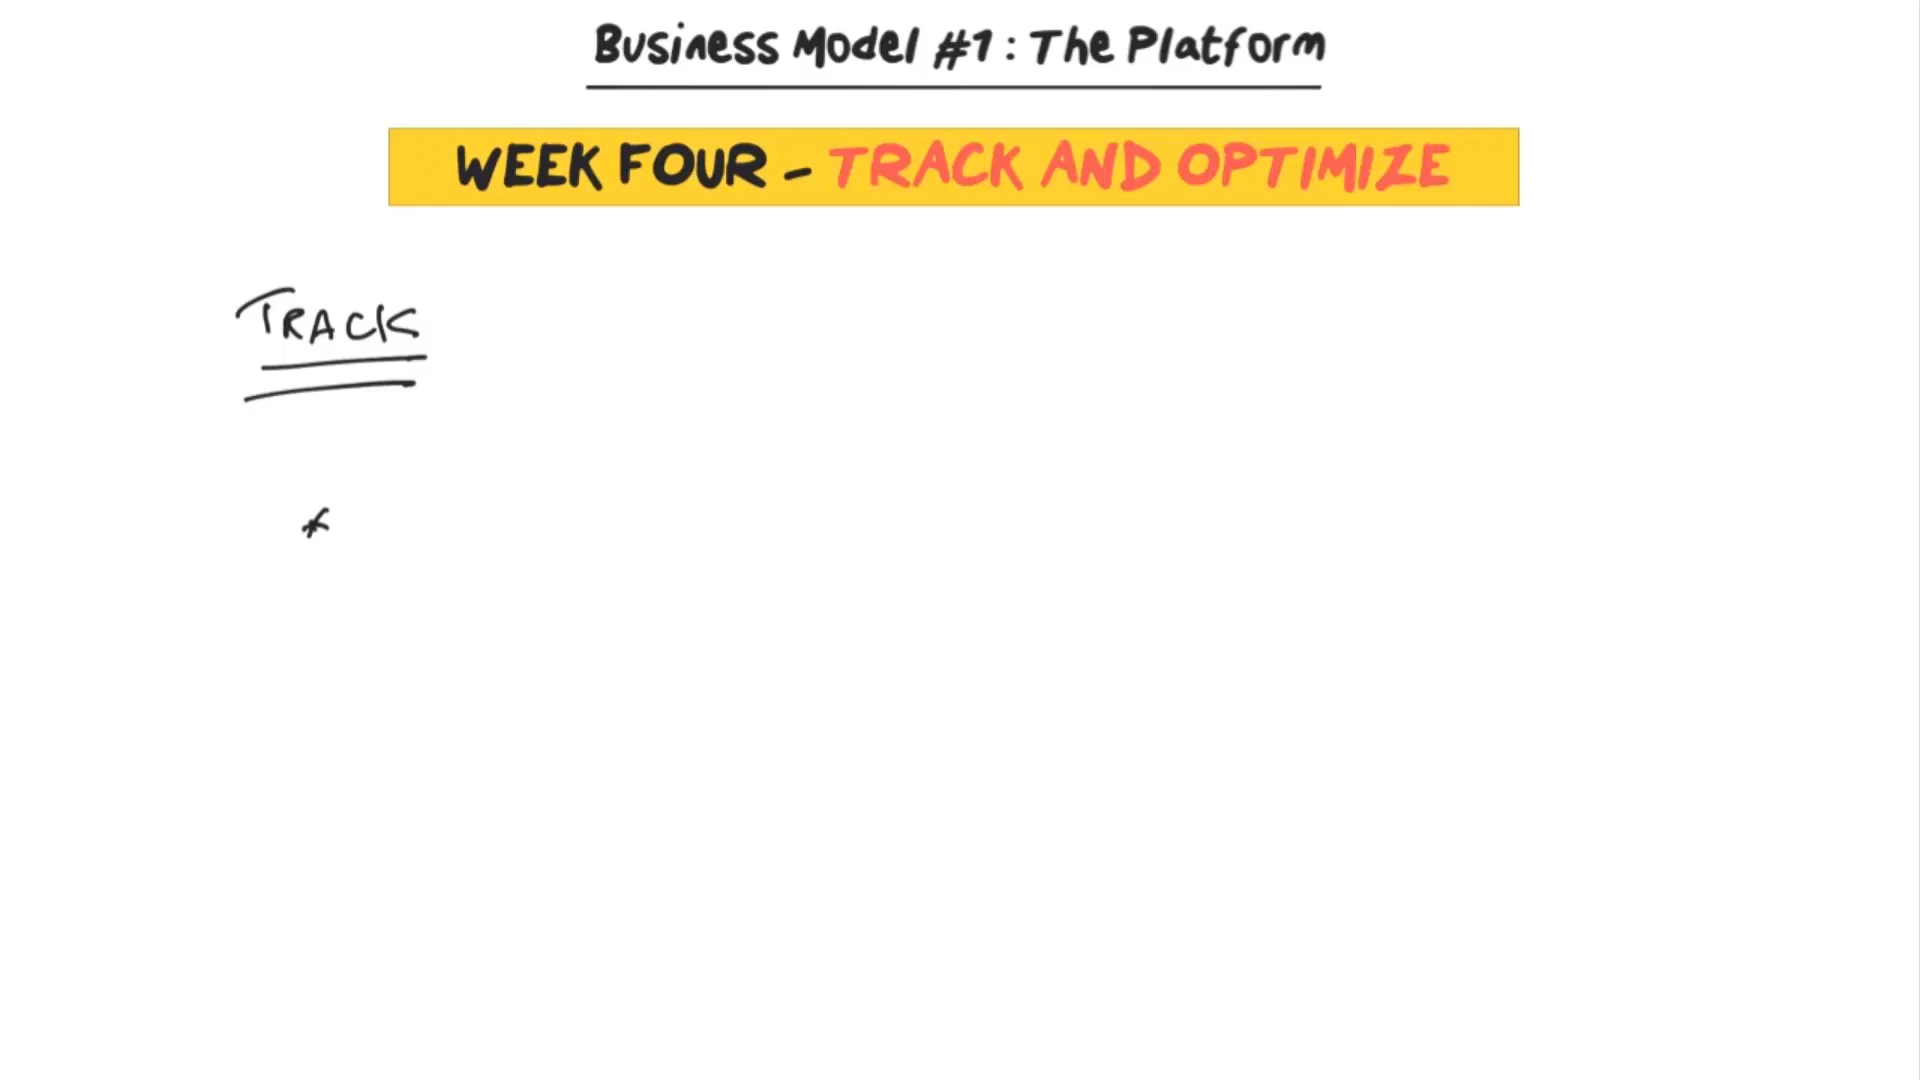 Business Model #1 : The Platform
WEEK FOUR - TRACK AND OPTIMIZE
TRACK
*